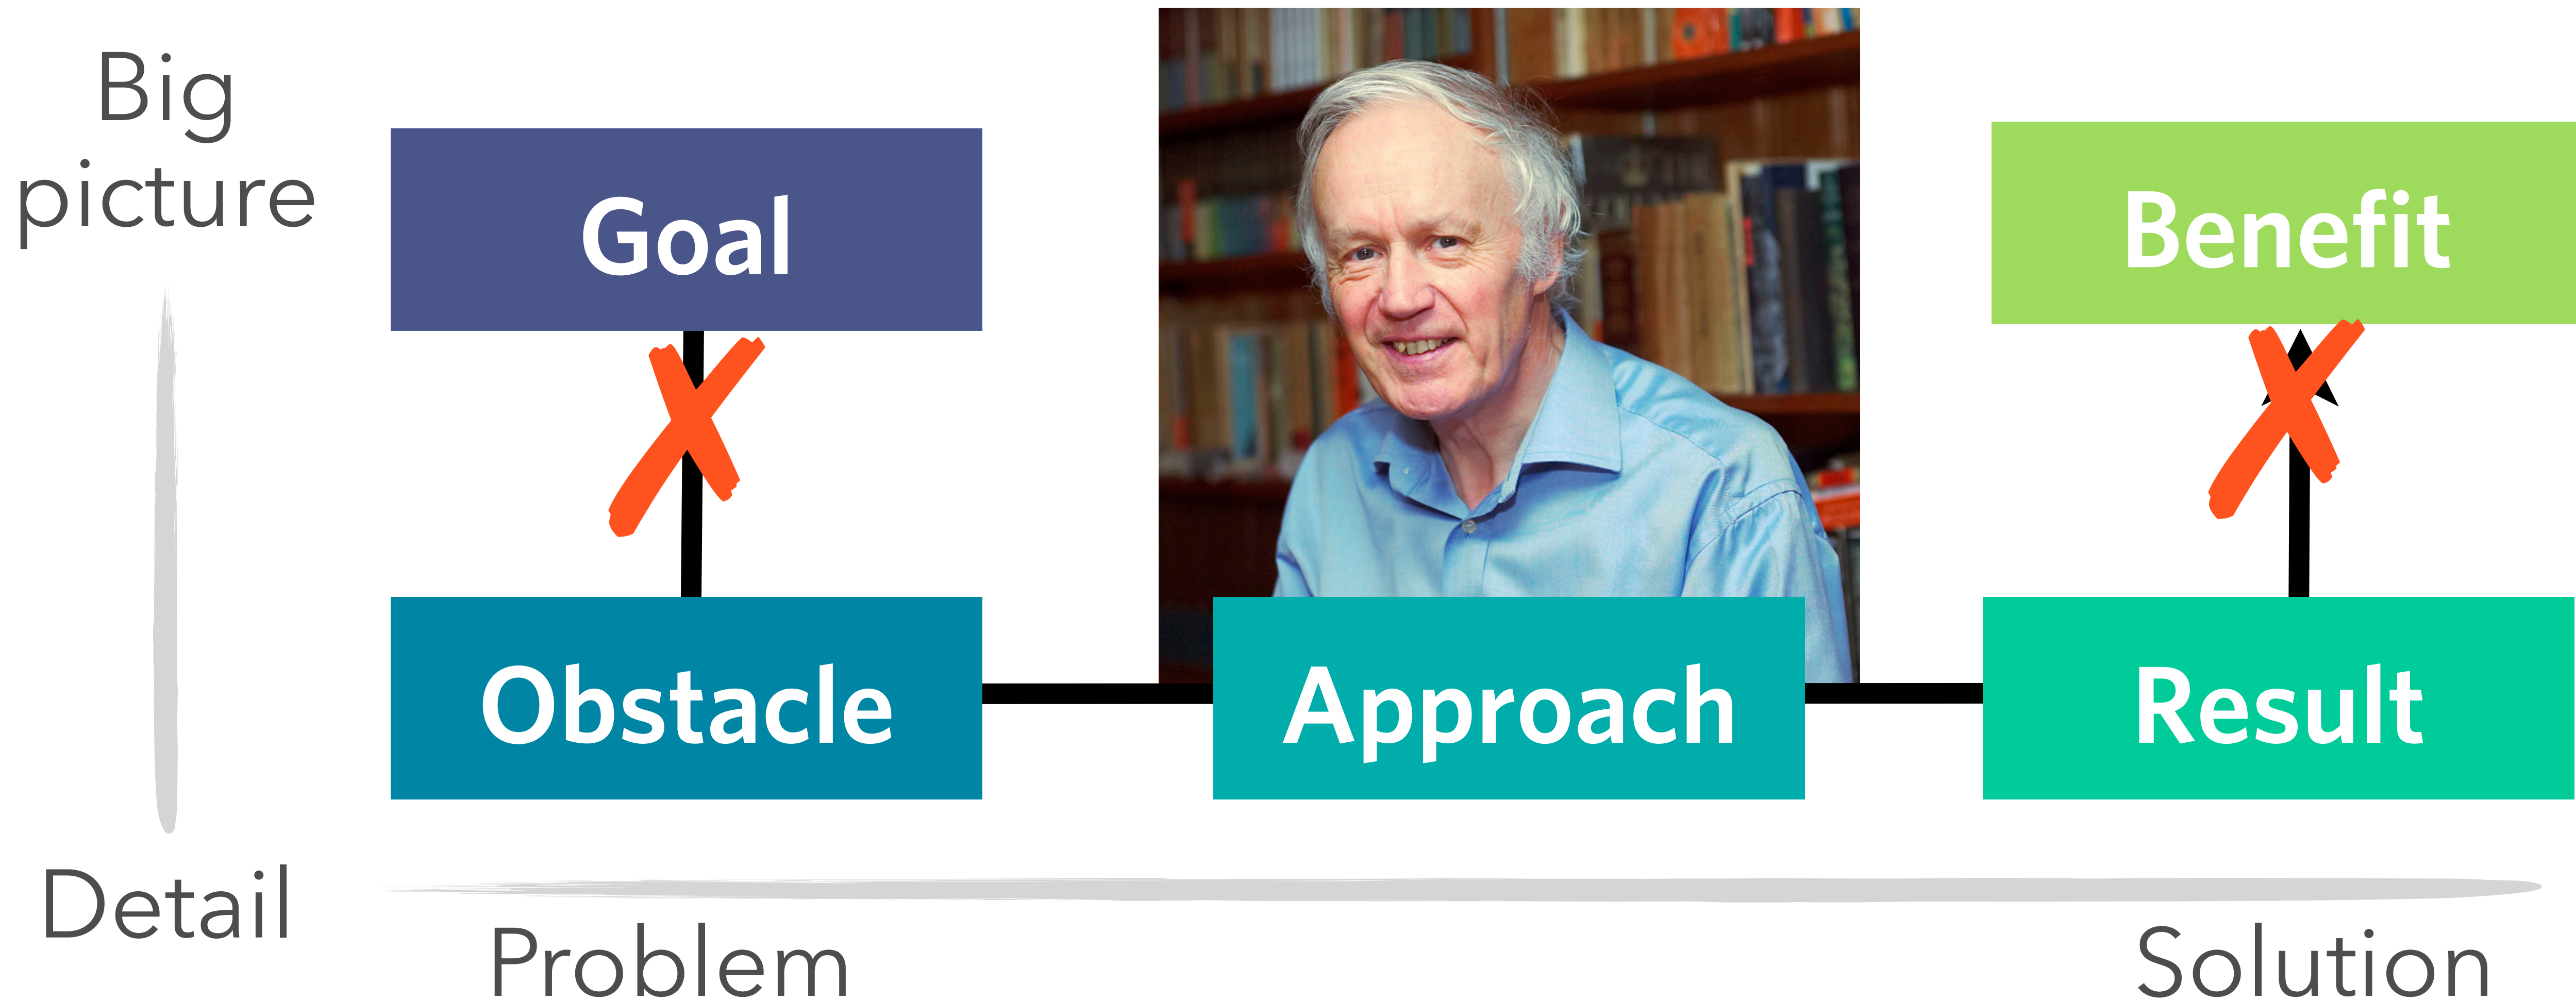 Big
picture
Goal
Benefit
Obstacle
Approach
Result
Detail
Problem
Solution